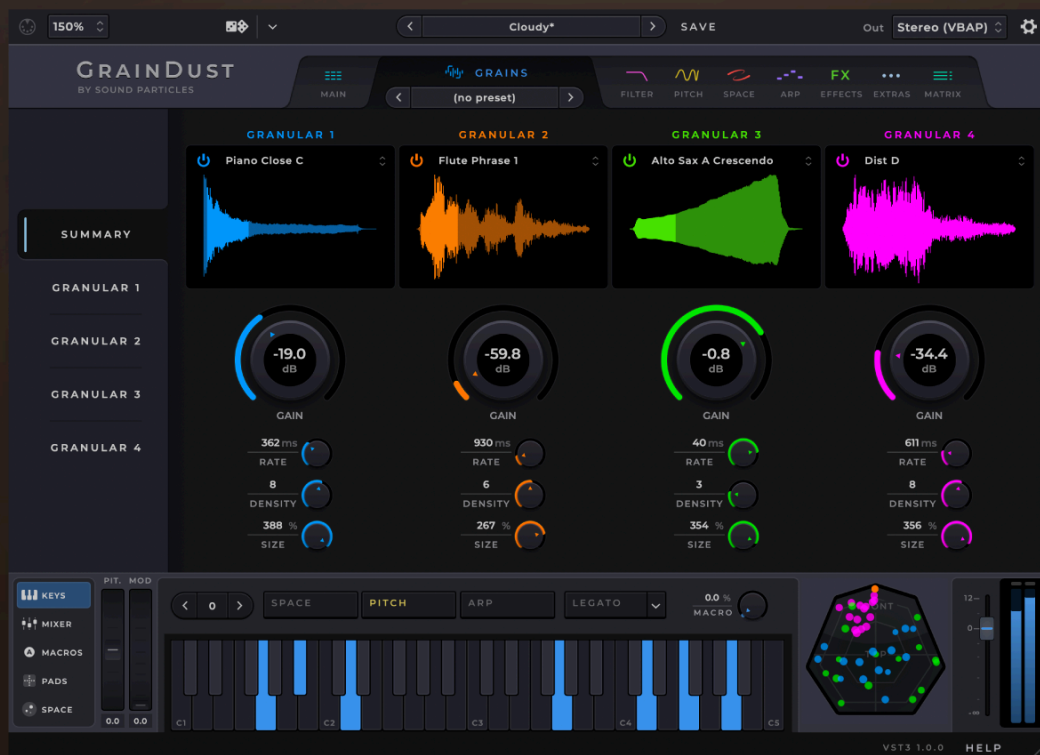 150%
Cloudy*
SAVE
Out
Stereo (VBAP)
GRAINDUST
BY SOUND PARTICLES
MAIN
GRAINS
(no preset)
FILTER
PITCH
SPACE
ARP
FX
EFFECTS
EXTRAS
MATRIX
SUMMARY
GRANULAR 1
GRANULAR 2
GRANULAR 3
GRANULAR 4
GRANULAR 1
Piano Close C
-19.0
dB
GAIN
362 ms
RATE
8
DENSITY
388 %
SIZE
GRANULAR 2
Flute Phrase 1
-59.8
dB
GAIN
930 ms
RATE
6
DENSITY
267 %
SIZE
GRANULAR 3
Alto Sax A Crescendo
-0.8
dB
GAIN
40 ms
RATE
3
DENSITY
354 %
SIZE
GRANULAR 4
Dist D
-34.4
dB
GAIN
611 ms
RATE
8
DENSITY
356 %
SIZE
KEYS
MIXER
A MACROS
PADS
SPACE
PIT. MOD
0.0 0.0
0
SPACE
PITCH
ARP
LEGATO
0.0 %
MACRO
C1 C2 C3 C4 C5
12
0
-∞
VST3 1.0.0
HELP